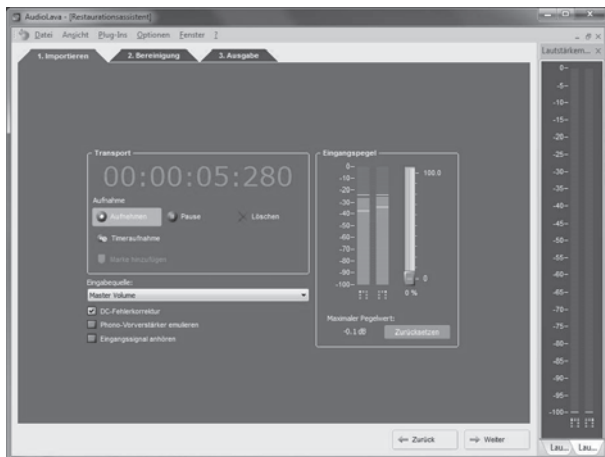 AudioLava - [Restaurationsassistent]
Datei Ansicht Plug-Ins Optionen Fenster ?
1. Importieren 2. Bereinigung 3. Ausgabe
Transport
00:00:05:280
Aufnahme
Aufnehmen Pause Löschen
Timeraufnahme
Marke hinzufügen
Eingabequelle:
Master Volume
DC-Fehlerkorrektur
Phono-Vorverstärker emulieren
Eingangssignal anhören
Eingangspegel
0-
-10-
-20-
-30-
-40-
-50-
-60-
-70-
-80-
-90-
-100-
100.0
0
0 %
Maximaler Pegelwert:
-0.1 dB Zurücksetzen
Zurück Weiter
Lautstärkem... ×
0-
-5-
-10-
-15-
-20-
-25-
-30-
-35-
-40-
-45-
-50-
-55-
-60-
-65-
-70-
-75-
-80-
-85-
-90-
-95-
-100-
Lau... Lau...